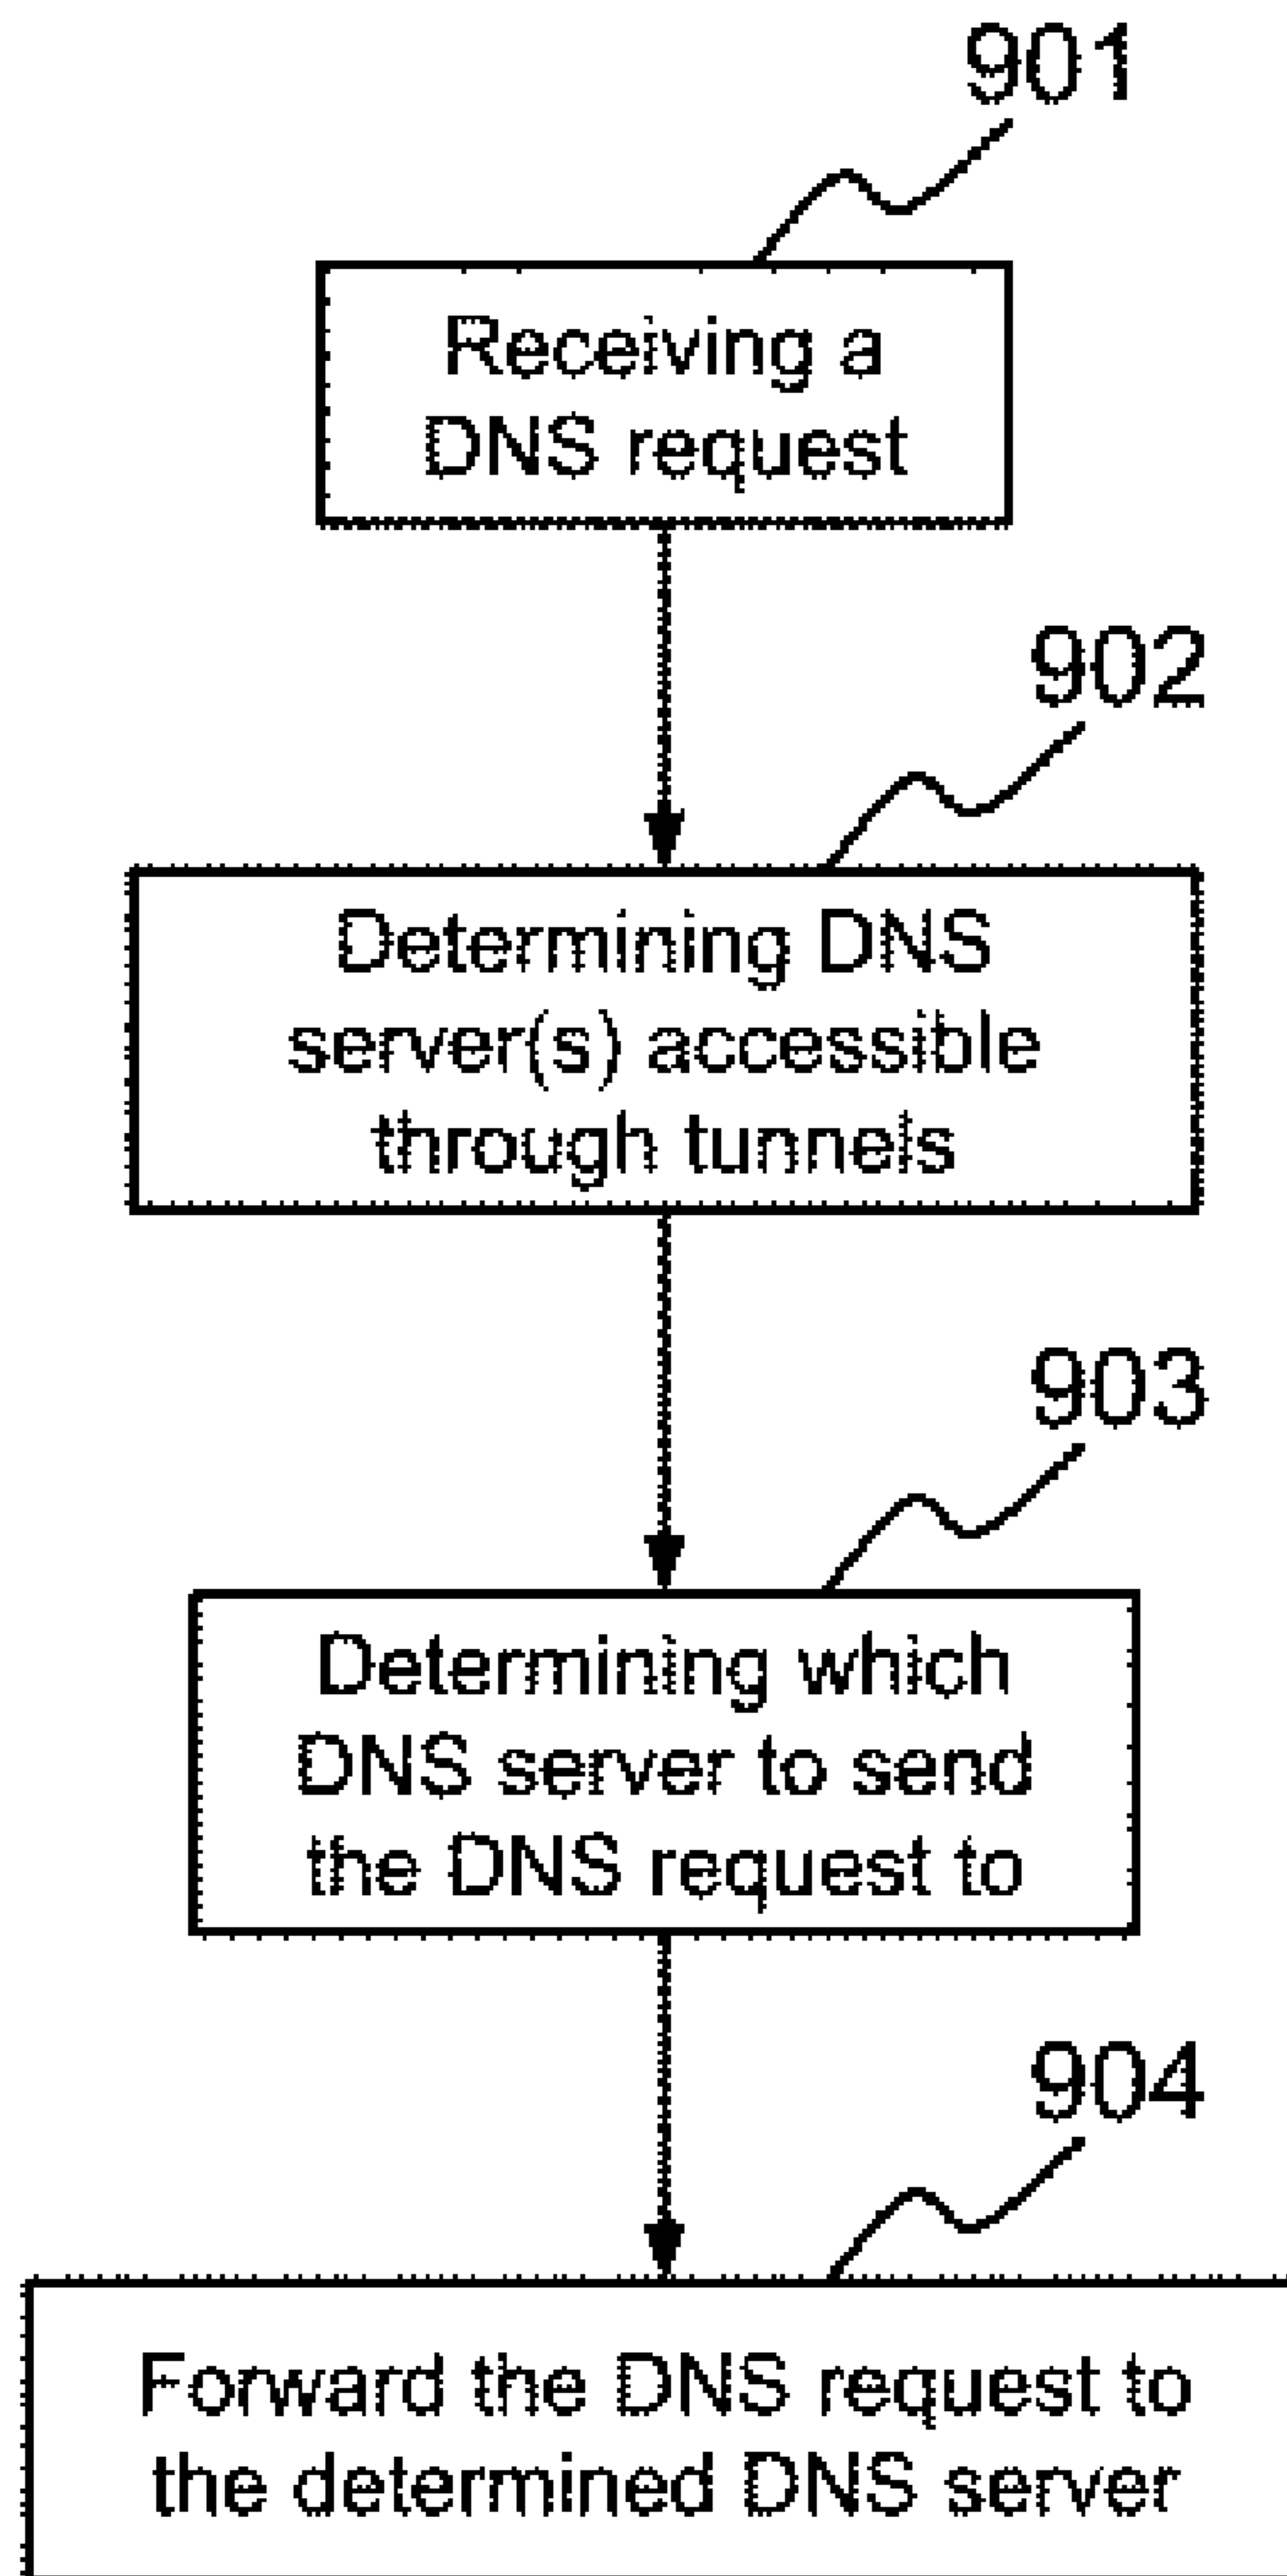 901
Receiving a
DNS request
902
Determining DNS
server(s) accessible
through tunnels
903
Determining which
DNS server to send
the DNS request to
904
Forward the DNS request to
the determined DNS server